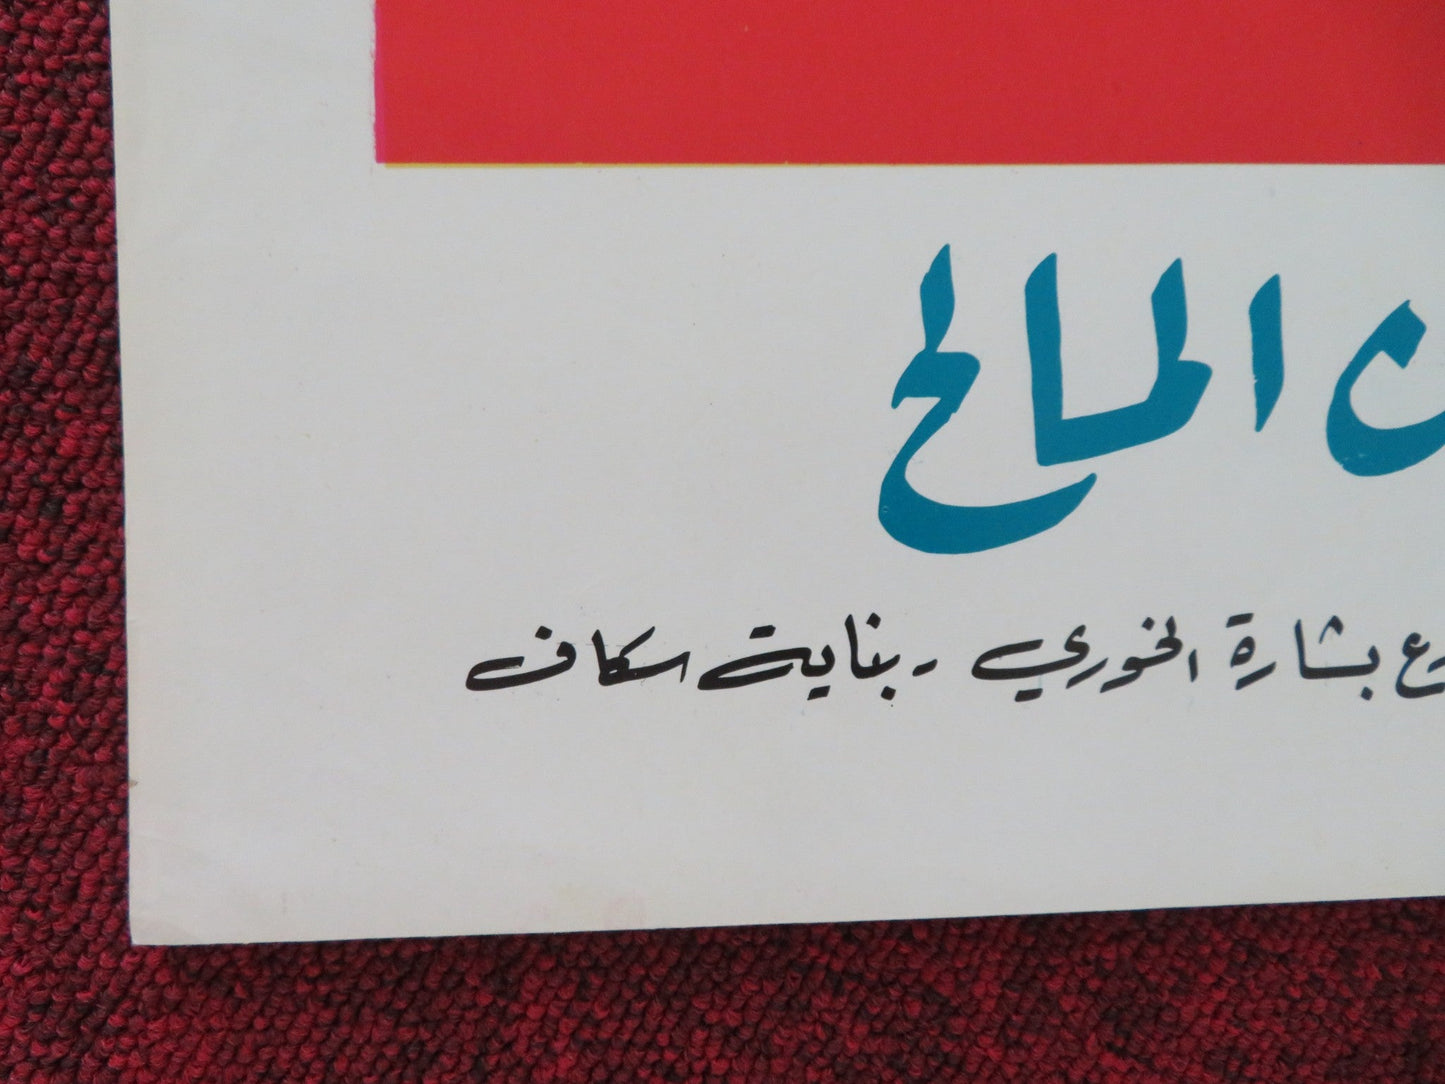 المالح
بشارة الخوري - بناية اسكاف